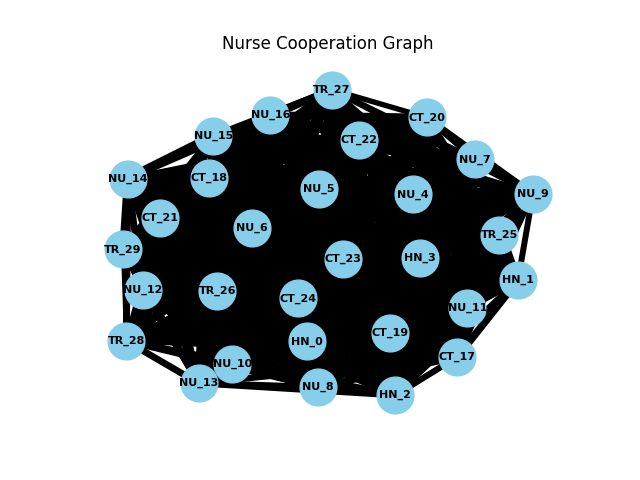 Nurse Cooperation Graph
TR_27
NU_16
CT_20
NU_15
CT_22
NU_7
NU_14
CT_18
NU_5
NU_4
NU_9
CT_21
NU_6
TR_25
TR_29
CT_23
HN_3
HN_1
NU_12
TR_26
CT_24
NU_11
TR_28
HN_0
CT_19
CT_17
NU_10
NU_13
NU_8
HN_2